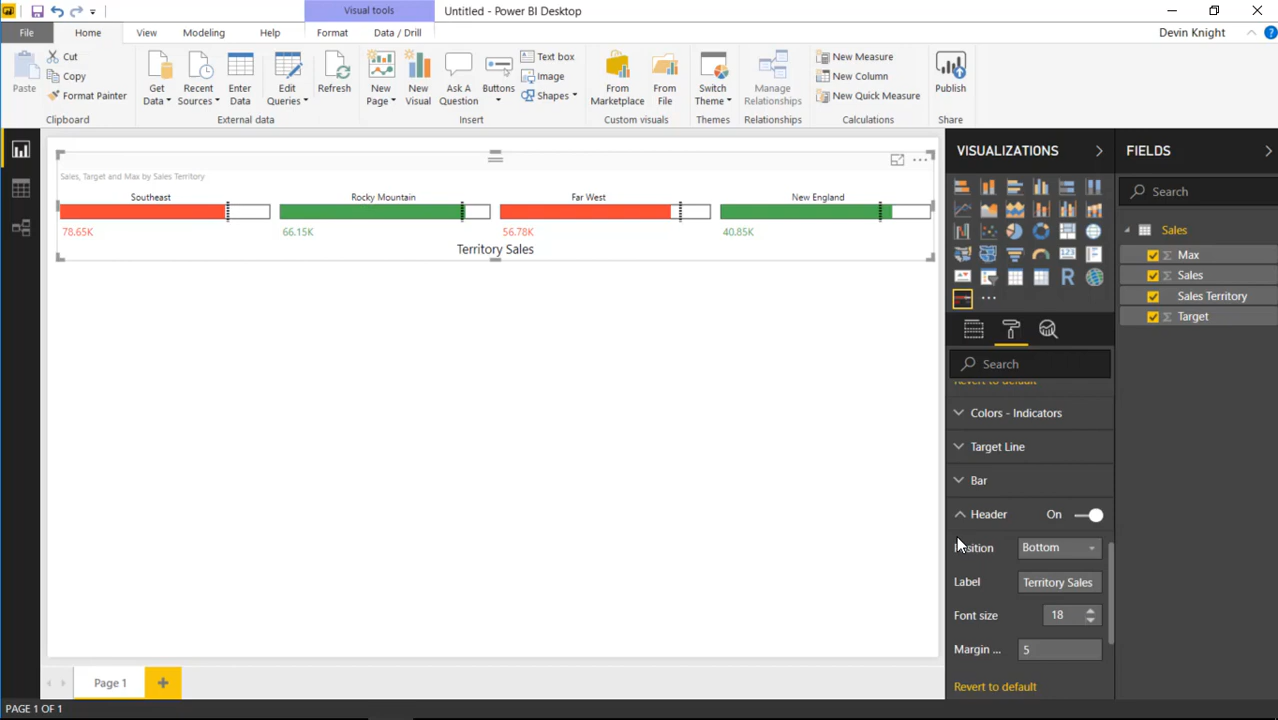 Visual tools
Untitled - Power BI Desktop
File
Home
View
Modeling
Help
Format
Data / Drill
Devin Knight
?
Paste
Cut
Copy
Format Painter
Clipboard
Get Data
Recent Sources
Enter Data
Edit Queries
Refresh
External data
New Page
New Visual
Ask A Question
Buttons
Text box
Image
Shapes
Insert
From Marketplace
From File
Custom visuals
Switch Theme
Themes
Manage Relationships
Relationships
New Measure
New Column
New Quick Measure
Calculations
Publish
Share
Sales, Target and Max by Sales Territory
Southeast
Rocky Mountain
Far West
New England
78.65K
66.15K
56.78K
40.85K
Territory Sales
VISUALIZATIONS
R
Search
Revert to default
Colors - Indicators
Target Line
Bar
Header On
Position Bottom
Label Territory Sales
Font size 18
Margin ... 5
Revert to default
FIELDS
Search
Sales
Σ Max
Σ Sales
Sales Territory
Σ Target
Page 1
PAGE 1 OF 1